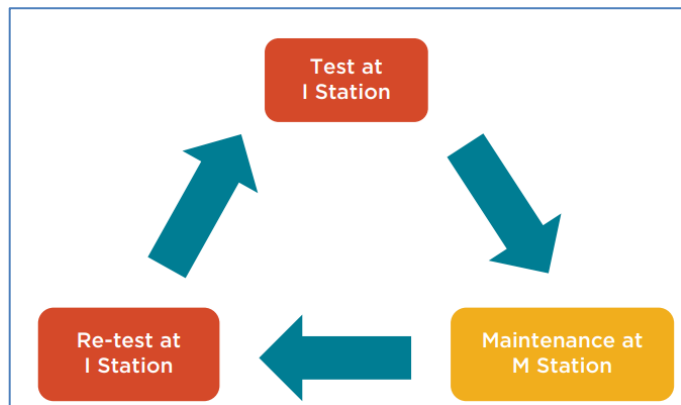 Test at
I Station
Re-test at
I Station
Maintenance at
M Station